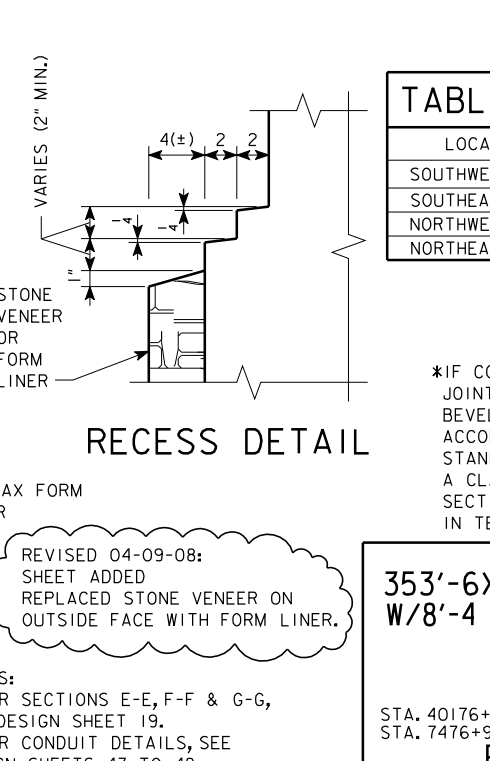 VARIES (2" MIN.)
4(±) 2 2
1
4
1
4
1"
STONE
VENEER
OR
FORM
LINER
RECESS DETAIL
TABL
LOCA
SOUTHWE
SOUTHEA
NORTHWE
NORTHEA
*IF CO
JOINT
BEVEL
ACCO
STAN
A CL
SECT
IN TE
AX FORM
R
REVISED 04-09-08:
SHEET ADDED
REPLACED STONE VENEER ON
OUTSIDE FACE WITH FORM LINER.
S:
R SECTIONS E-E, F-F & G-G,
DESIGN SHEET 19.
R CONDUIT DETAILS, SEE
353'-6X
W/8'-4
STA. 40176+
STA. 7476+9